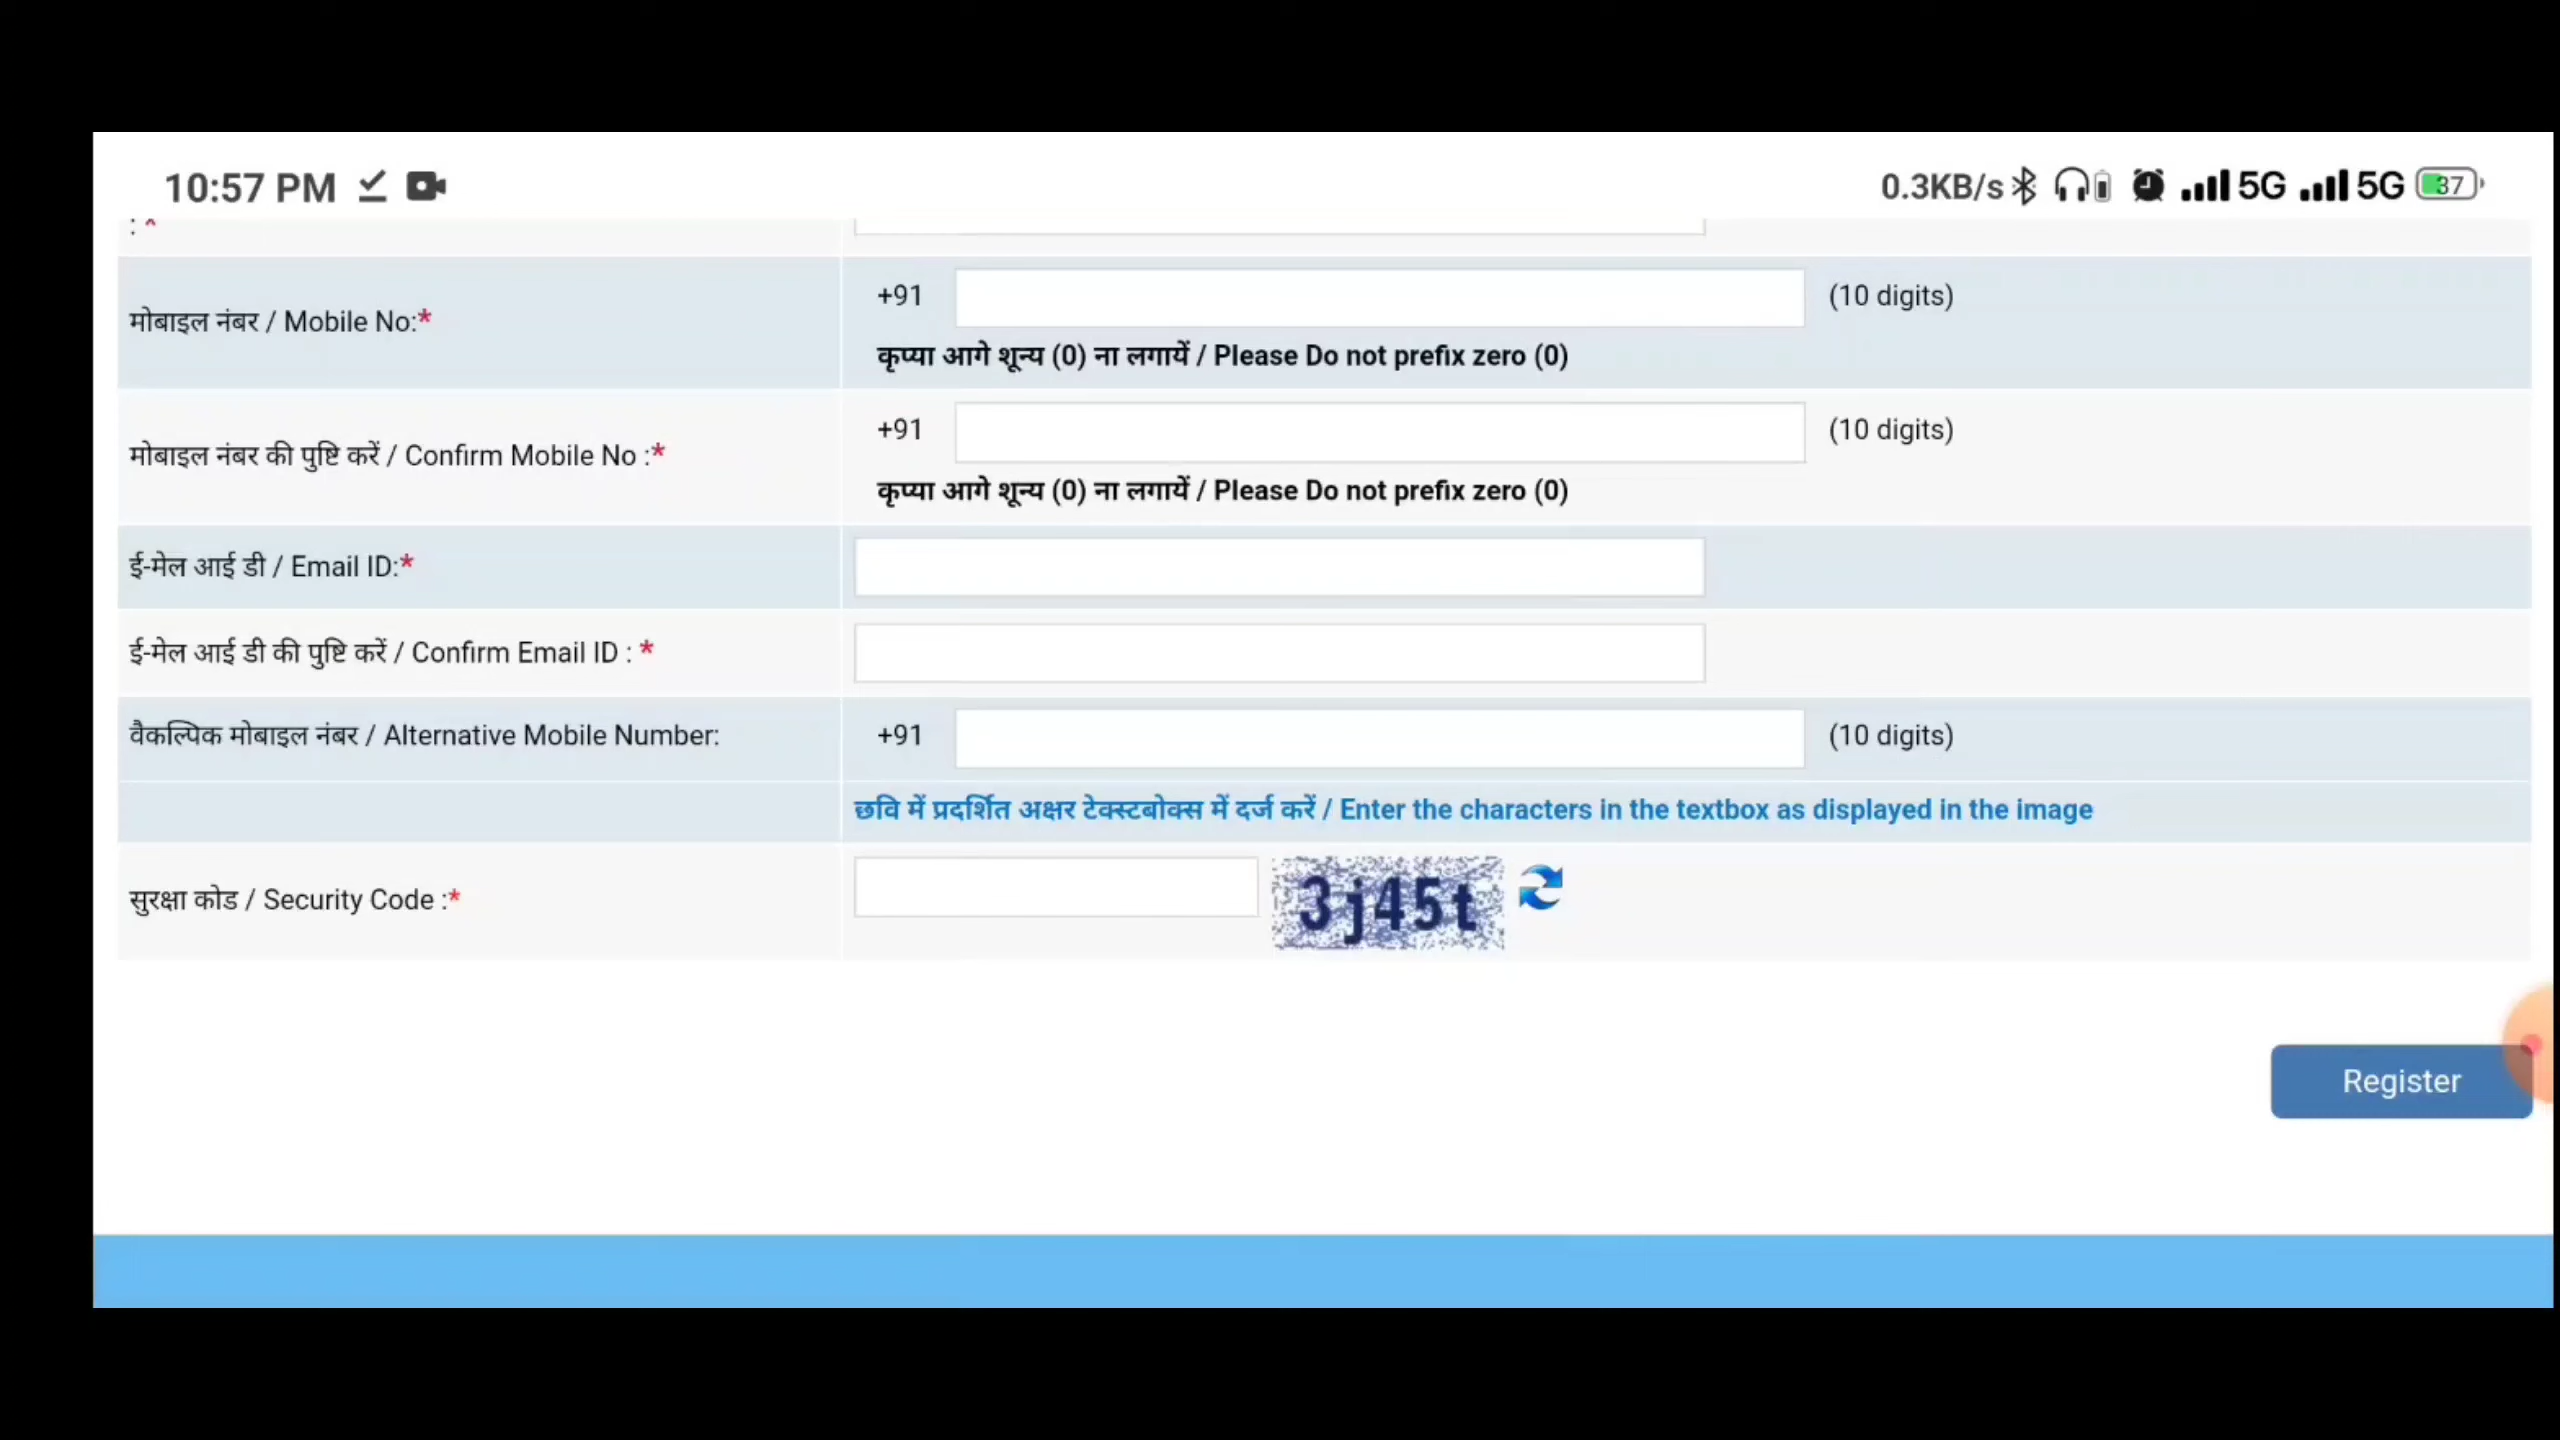 10:57 PM
0.3KB/s 5G 5G 37
: *
मोबाइल नंबर / Mobile No:*
+91
(10 digits)
कृप्या आगे शून्य (0) ना लगायें / Please Do not prefix zero (0)
मोबाइल नंबर की पुष्टि करें / Confirm Mobile No :*
+91
(10 digits)
कृप्या आगे शून्य (0) ना लगायें / Please Do not prefix zero (0)
ई-मेल आई डी / Email ID:*
ई-मेल आई डी की पुष्टि करें / Confirm Email ID : *
वैकल्पिक मोबाइल नंबर / Alternative Mobile Number:
+91
(10 digits)
छवि में प्रदर्शित अक्षर टेक्स्टबोक्स में दर्ज करें / Enter the characters in the textbox as displayed in the image
सुरक्षा कोड / Security Code :*
3j45t
Register